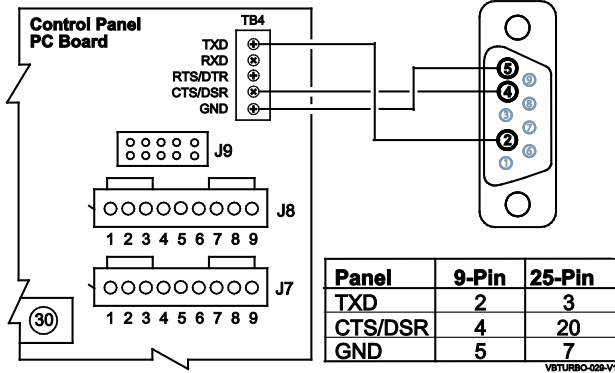 Control Panel
PC Board
TB4
TXD
RXD
RTS/DTR
CTS/DSR
GND
J9
J8
1 2 3 4 5 6 7 8 9
J7
1 2 3 4 5 6 7 8 9
30
5
9
4
8
3
7
2
6
1
Panel 9-Pin 25-Pin
TXD 2 3
CTS/DSR 4 20
GND 5 7